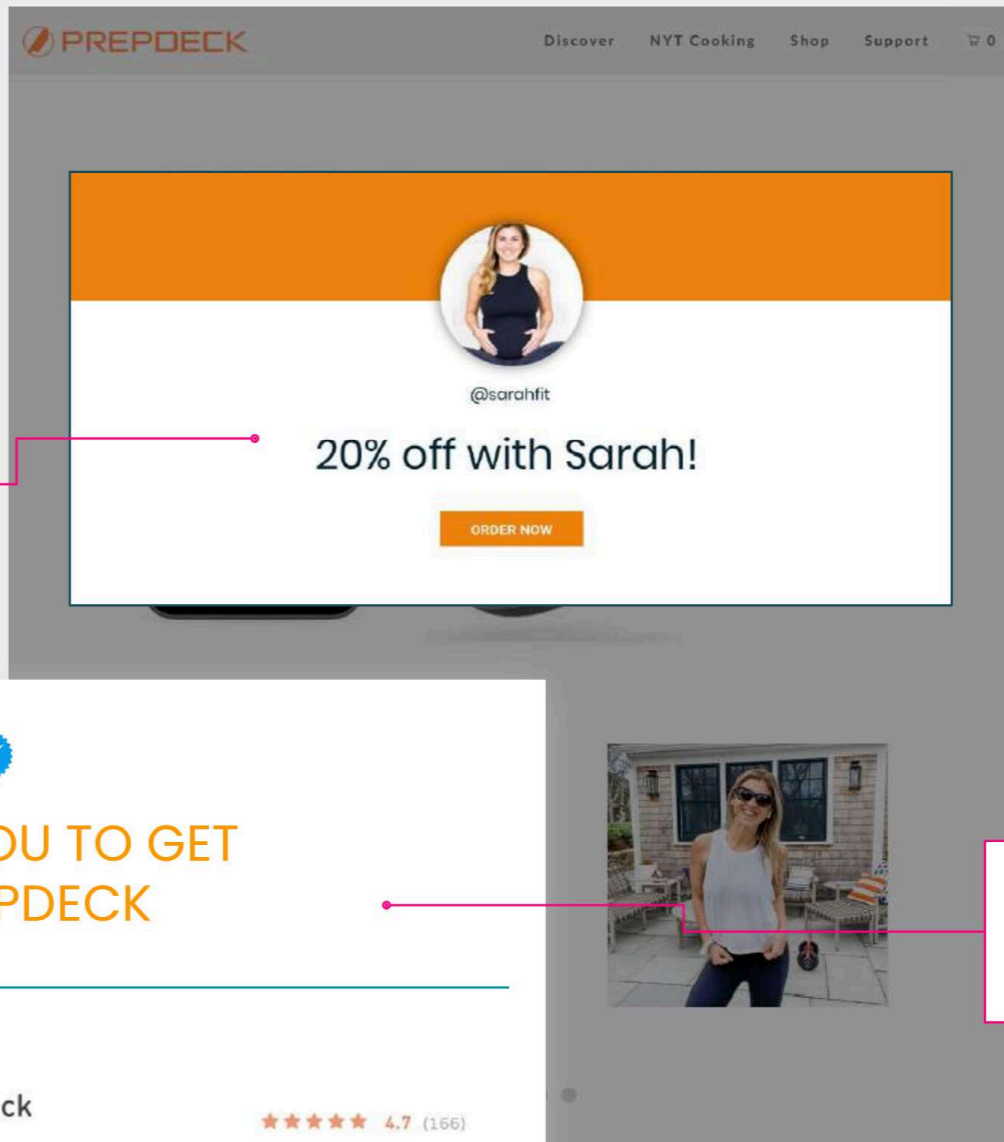 PREPDECK
Discover NYT Cooking Shop Support 0
@sarahfit
20% off with Sarah!
ORDER NOW
OU TO GET
PDECK
ck
4.7 (166)